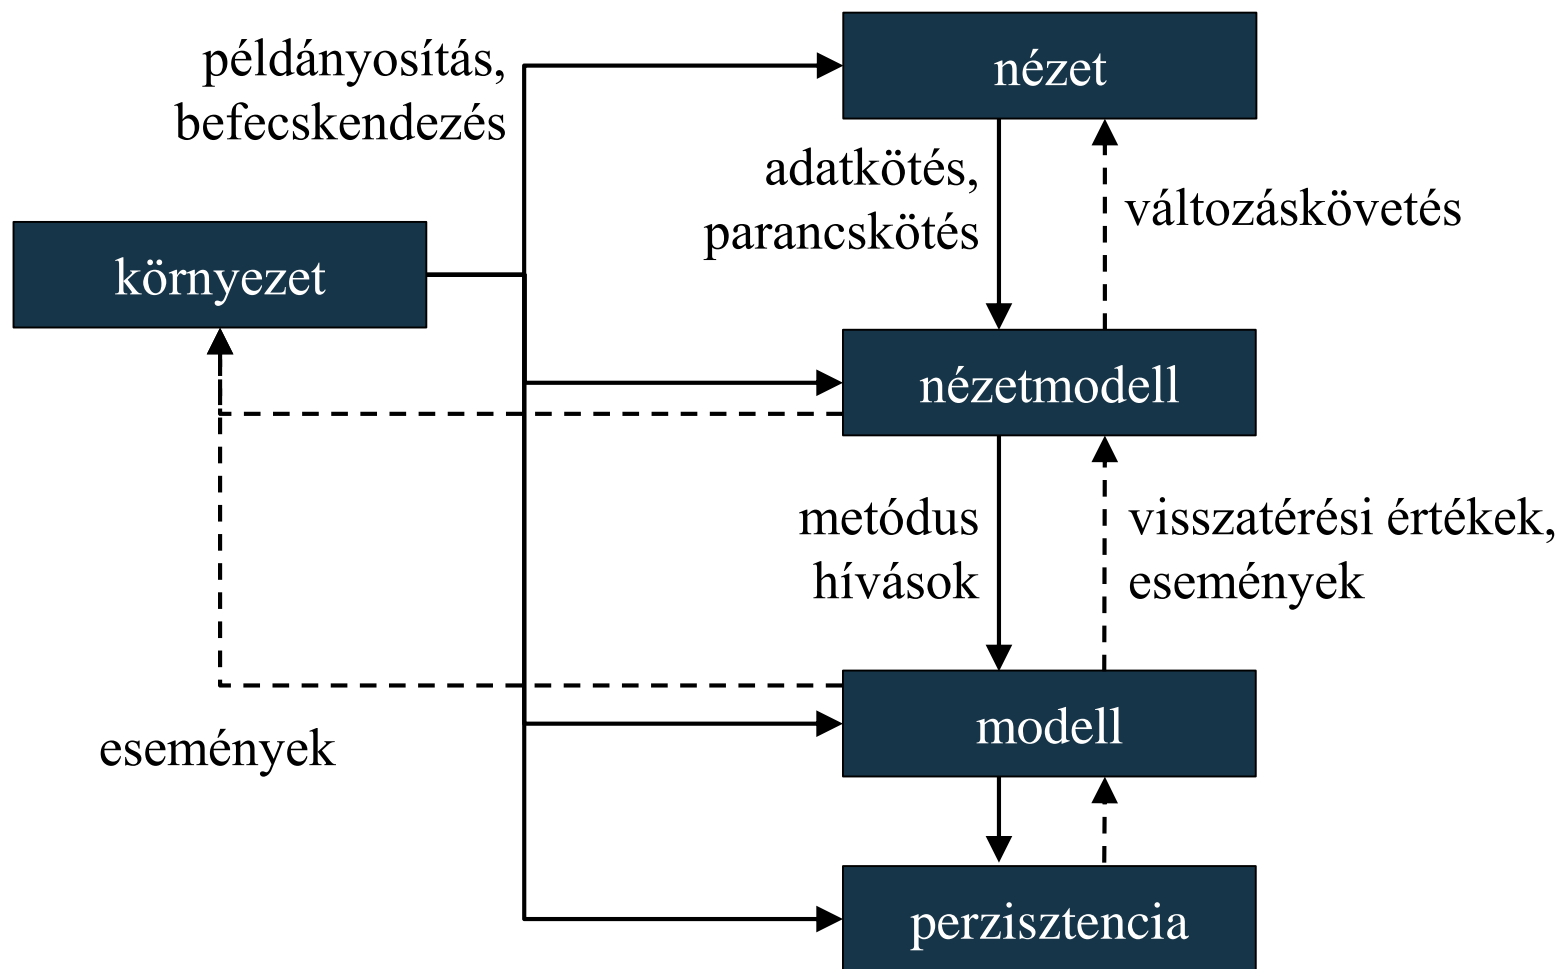 példányosítás,
befecskendezés
nézet
adatkötés,
parancskötés
változáskövetés
környezet
nézetmodell
metódus
hívások
visszatérési értékek,
események
modell
események
perzisztencia